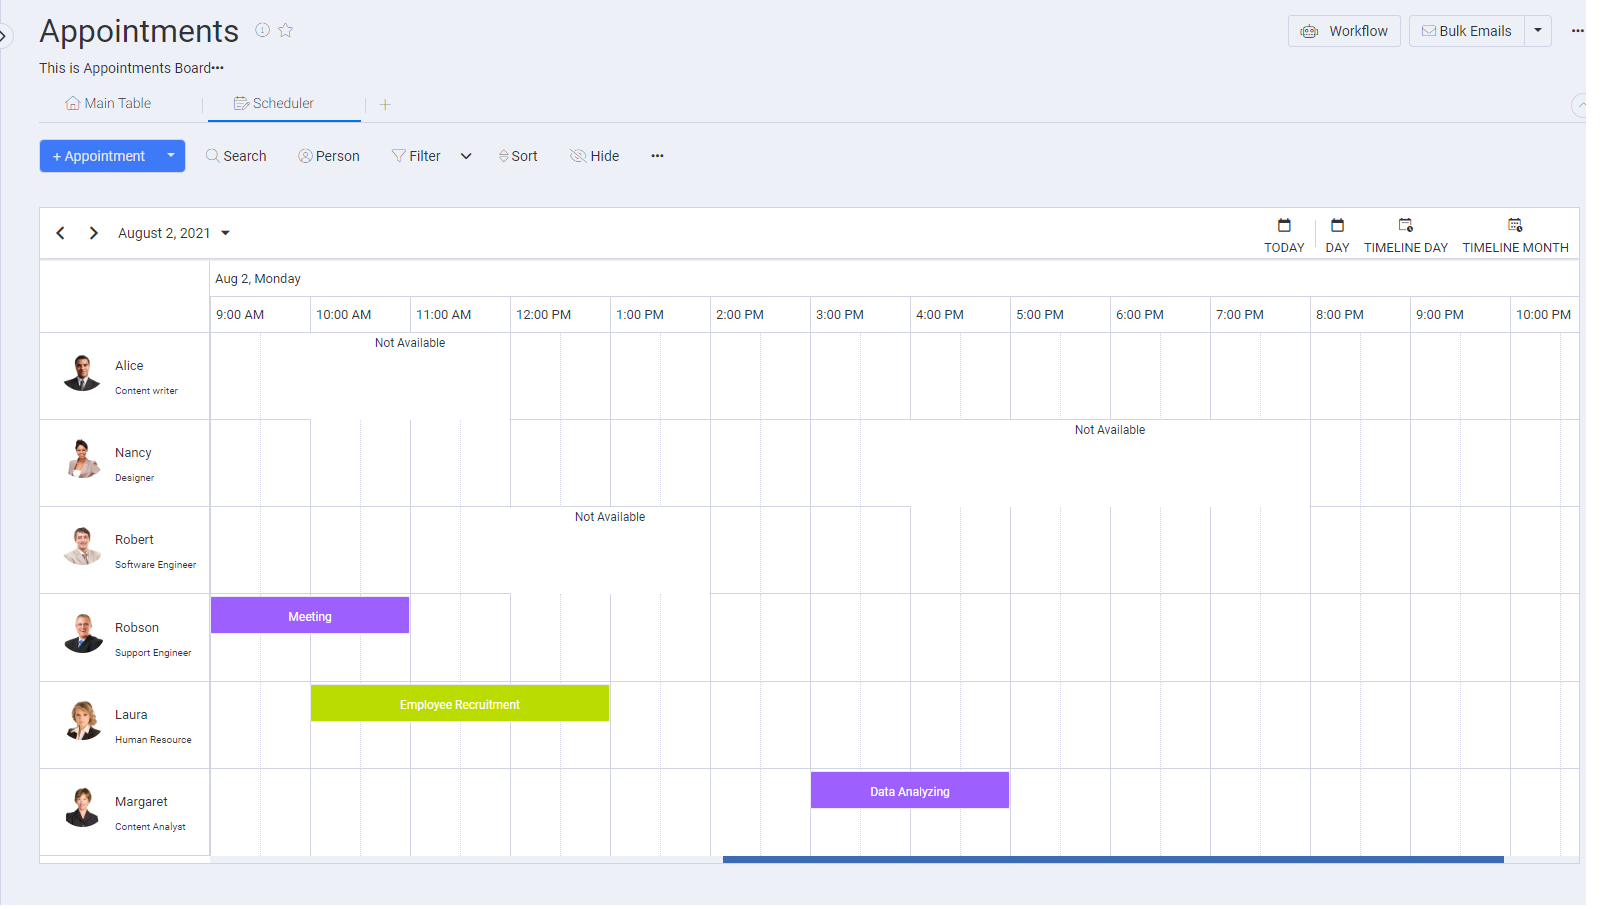 Appointments
Workflow
Bulk Emails
This is Appointments Board•••
Main Table
Scheduler
+ Appointment
Search
Person
Filter
Sort
Hide
August 2, 2021
TODAY
DAY
TIMELINE DAY
TIMELINE MONTH
Aug 2, Monday
9:00 AM 10:00 AM 11:00 AM 12:00 PM 1:00 PM 2:00 PM 3:00 PM 4:00 PM 5:00 PM 6:00 PM 7:00 PM 8:00 PM 9:00 PM 10:00 PM
Not Available
Alice
Content writer
Not Available
Nancy
Designer
Not Available
Robert
Software Engineer
Meeting
Robson
Support Engineer
Employee Recruitment
Laura
Human Resource
Data Analyzing
Margaret
Content Analyst